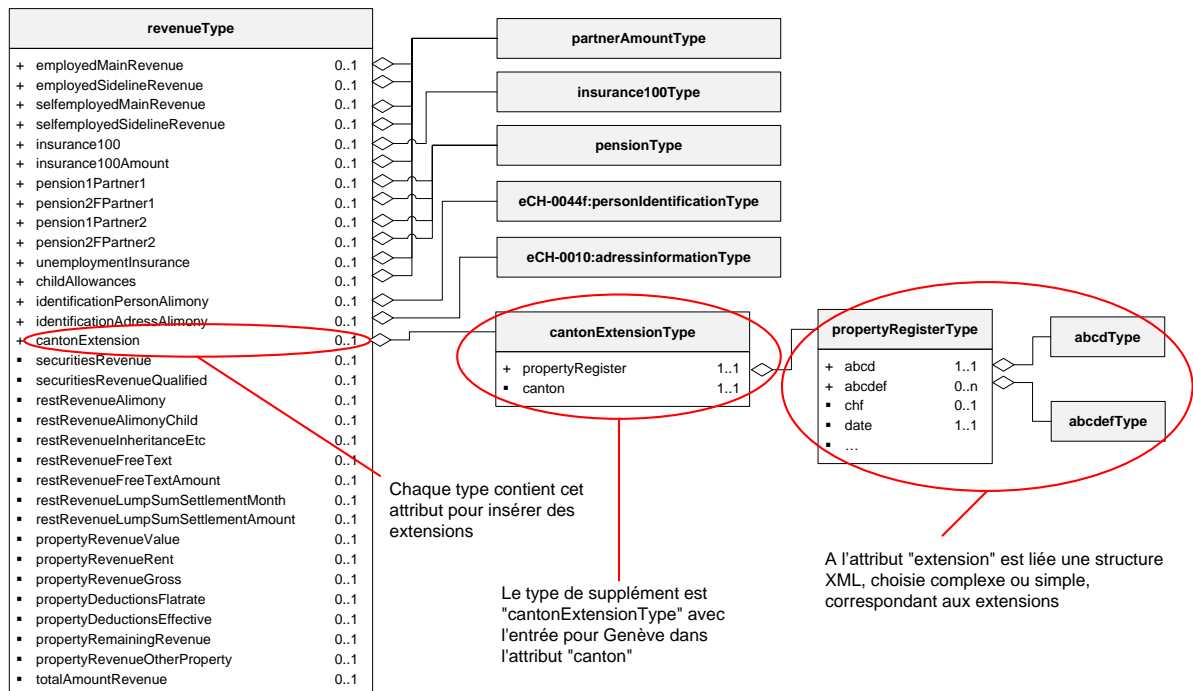 revenueType
+ employedMainRevenue 0..1
+ employedSidelineRevenue 0..1
+ selfemployedMainRevenue 0..1
+ selfemployedSidelineRevenue 0..1
+ insurance100 0..1
+ insurance100Amount 0..1
+ pension1Partner1 0..1
+ pension2FPartner1 0..1
+ pension1Partner2 0..1
+ pension2FPartner2 0..1
+ unemploymentInsurance 0..1
+ childAllowances 0..1
+ identificationPersonAlimony 0..1
+ identificationAdressAlimony 0..1
+ cantonExtension 0..1
▪ securitiesRevenue 0..1
▪ securitiesRevenueQualified 0..1
▪ restRevenueAlimony 0..1
▪ restRevenueAlimonyChild 0..1
▪ restRevenueInheritanceEtc 0..1
▪ restRevenueFreeText 0..1
▪ restRevenueFreeTextAmount 0..1
▪ restRevenueLumpSumSettlementMonth 0..1
▪ restRevenueLumpSumSettlementAmount 0..1
▪ propertyRevenueValue 0..1
▪ propertyRevenueRent 0..1
▪ propertyRevenueGross 0..1
▪ propertyDeductionsFlatrate 0..1
▪ propertyDeductionsEffective 0..1
▪ propertyRemainingRevenue 0..1
▪ propertyRevenueOtherProperty 0..1
▪ totalAmountRevenue 0..1
partnerAmountType
insurance100Type
pensionType
eCH-0044f:personIdentificationType
eCH-0010:adressinformationType
cantonExtensionType
+ propertyRegister 1..1
▪ canton 1..1
propertyRegisterType
+ abcd 1..1
+ abcdef 0..n
▪ chf 0..1
▪ date 1..1
▪ …
abcdType
abcdefType
Chaque type contient cet
attribut pour insérer des
extensions
Le type de supplément est
"cantonExtensionType" avec
l'entrée pour Genève dans
l'attribut "canton"
A l'attribut "extension" est liée une structure
XML, choisie complexe ou simple,
correspondant aux extensions